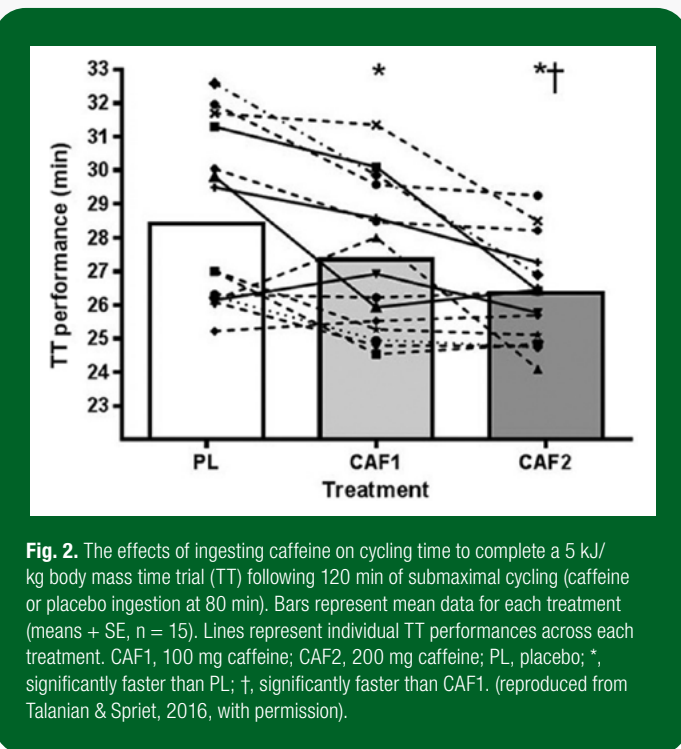 33
*
*†
32
31
30
29
28
27
26
25
24
23
TT performance (min)
PL
CAF1
CAF2
Treatment
Fig. 2. The effects of ingesting caffeine on cycling time to complete a 5 kJ/
kg body mass time trial (TT) following 120 min of submaximal cycling (caffeine
or placebo ingestion at 80 min). Bars represent mean data for each treatment
(means + SE, n = 15). Lines represent individual TT performances across each
treatment. CAF1, 100 mg caffeine; CAF2, 200 mg caffeine; PL, placebo; *,
significantly faster than PL; †, significantly faster than CAF1. (reproduced from
Talanian & Spriet, 2016, with permission).